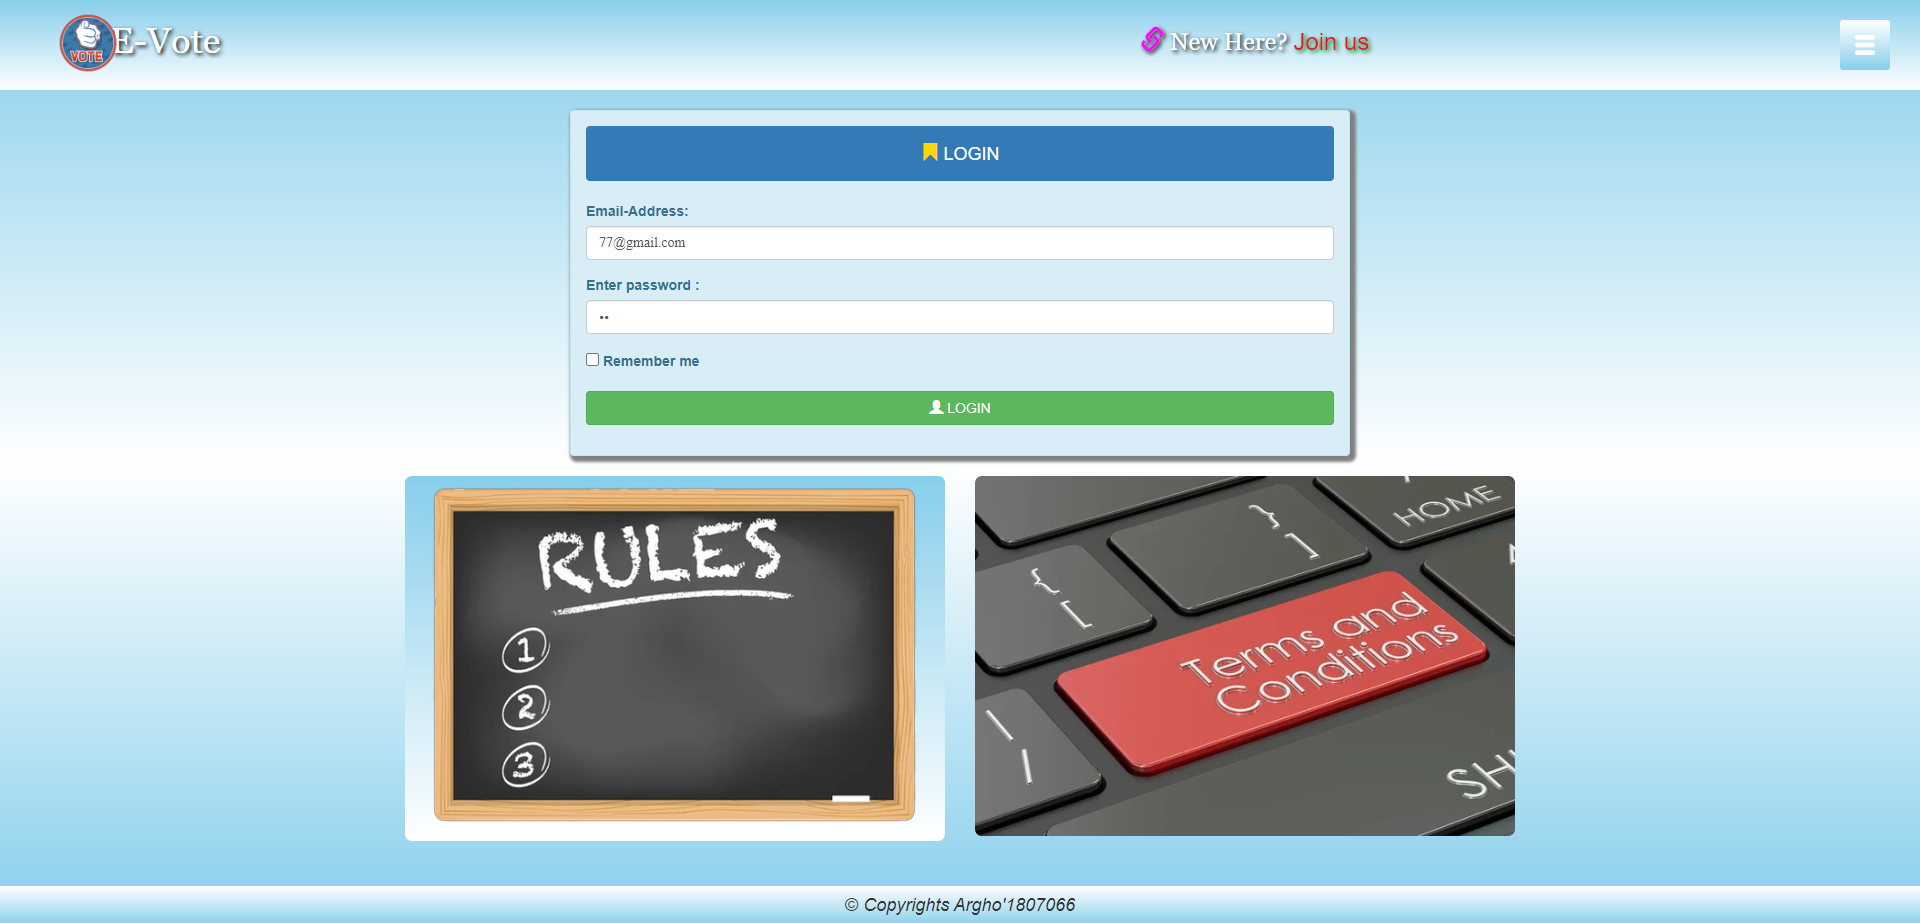 VOTE
E-Vote
New Here? Join us
LOGIN
Email-Address:
77@gmail.com
Enter password :
••
Remember me
LOGIN
RULES
1
2
3
HOME
}
]
{
[
Terms and
Conditions
\
/
SH
© Copyrights Argho'1807066